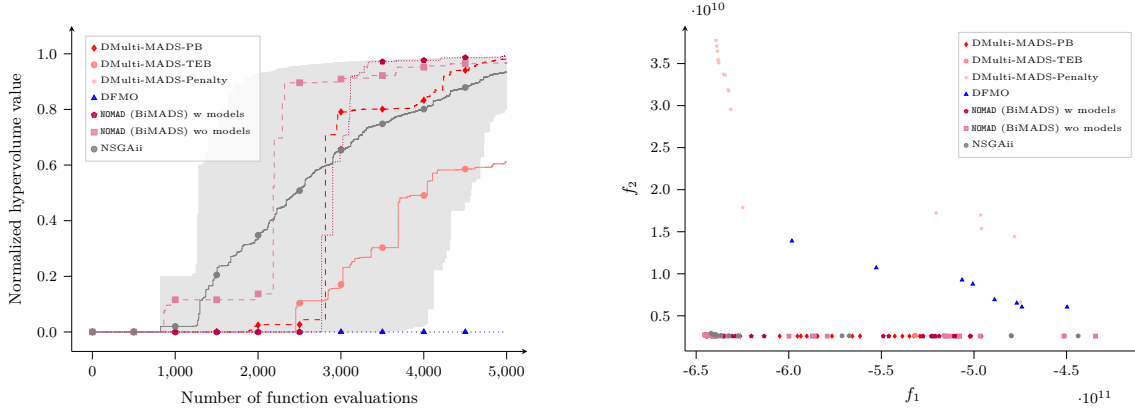 DMulti-MADS-PB
DMulti-MADS-TEB
DMulti-MADS-Penalty
DFMO
NOMAD (BiMADS) w models
NOMAD (BiMADS) wo models
NSGAii
1.0
0.8
0.6
0.4
0.2
0.0
Normalized hypervolume value
0 1,000 2,000 3,000 4,000 5,000
Number of function evaluations
·10^10
DMulti-MADS-PB
DMulti-MADS-TEB
DMulti-MADS-Penalty
DFMO
NOMAD (BiMADS) w models
NOMAD (BiMADS) wo models
NSGAii
3.5
3.0
2.5
2.0
1.5
1.0
0.5
f_2
-6.5 -6.0 -5.5 -5.0 -4.5
f_1
·10^11